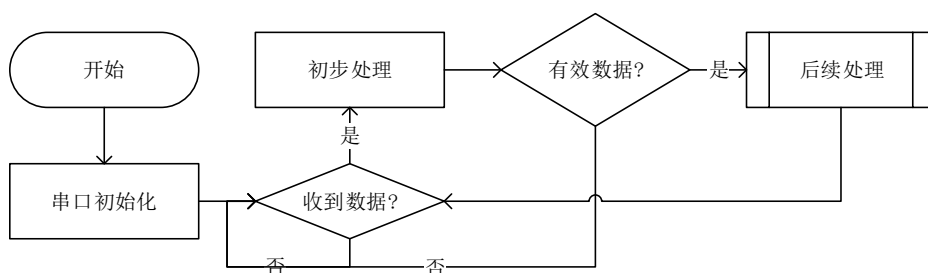 开始
初步处理
有效数据?
是
后续处理
是
串口初始化
收到数据?
否
否